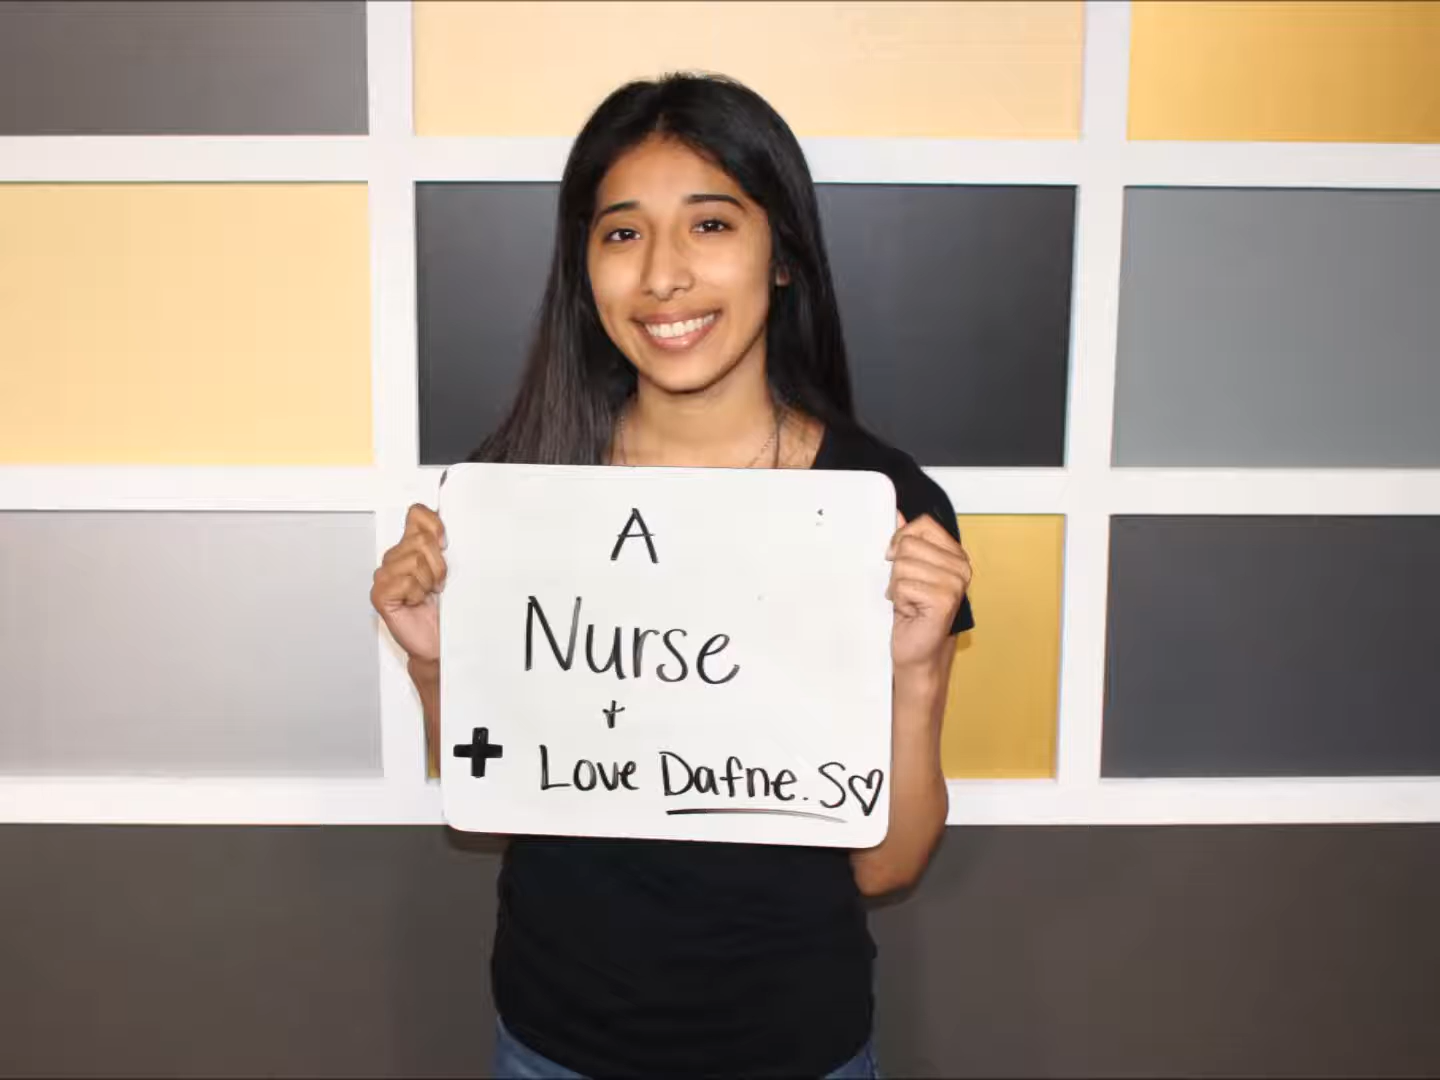 A
Nurse
+
+ Love Dafne.S♡